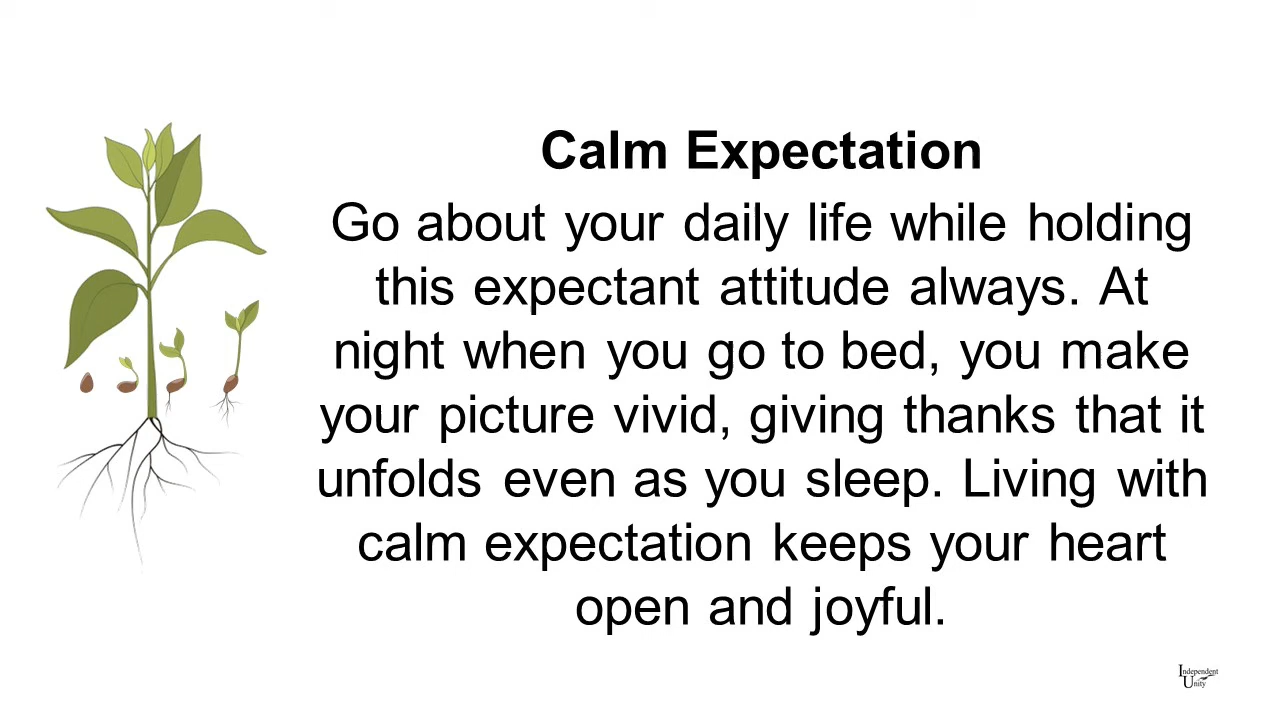 Calm Expectation
Go about your daily life while holding
this expectant attitude always. At
night when you go to bed, you make
your picture vivid, giving thanks that it
unfolds even as you sleep. Living with
calm expectation keeps your heart
open and joyful.
Independent
Unity